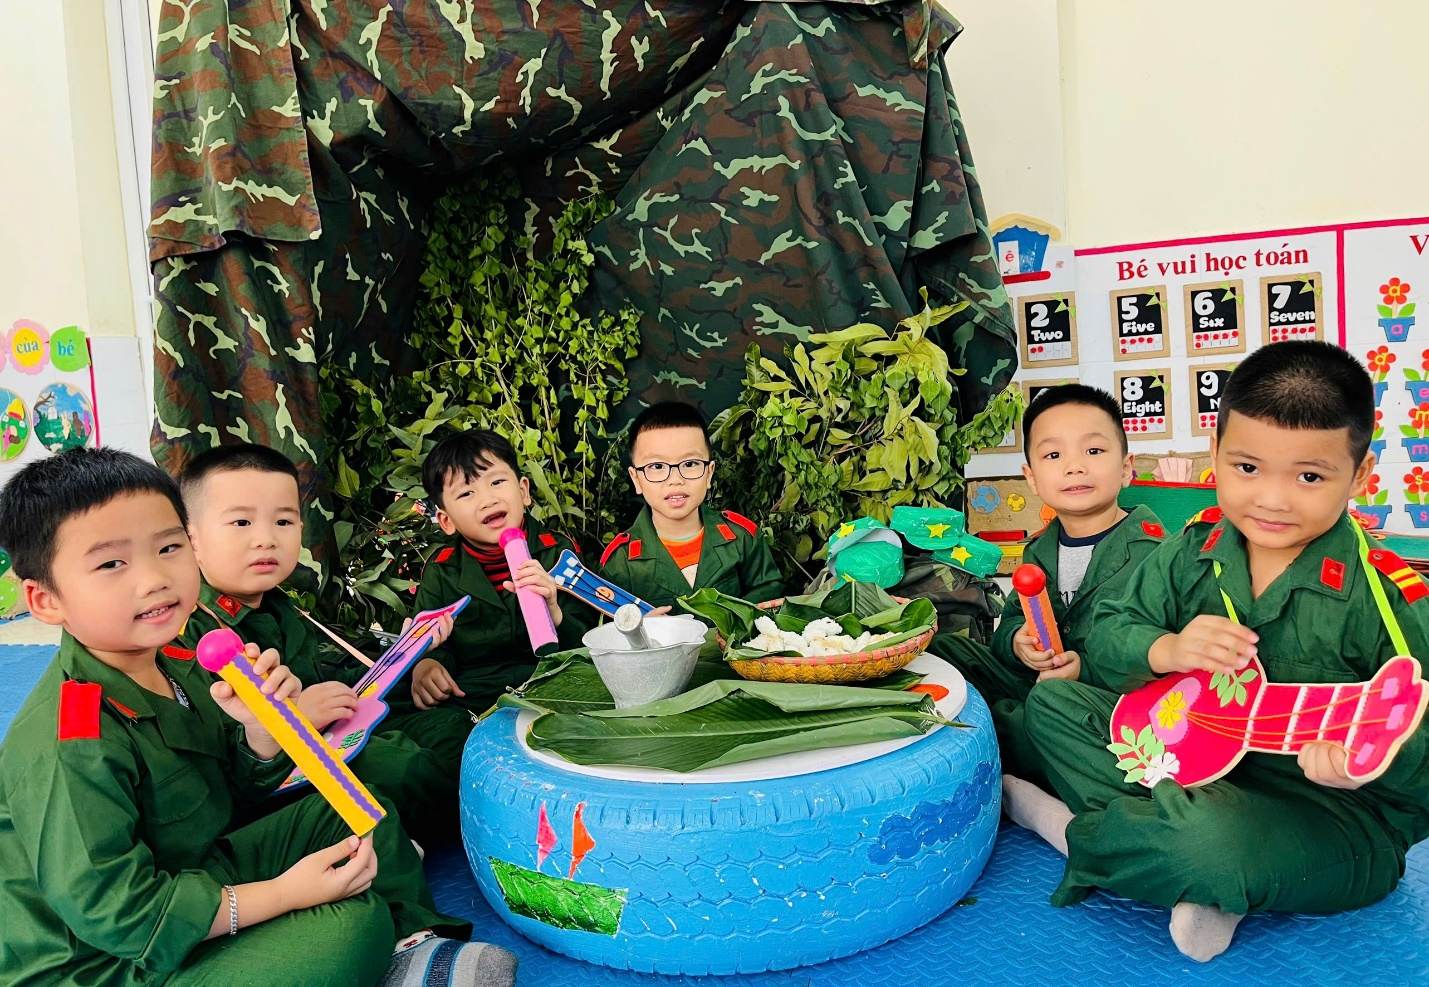 Bé vui học toán
2
Two
5
Five
6
Six
7
Seven
8
Eight
9
N
V
của bé
a
e
m
s